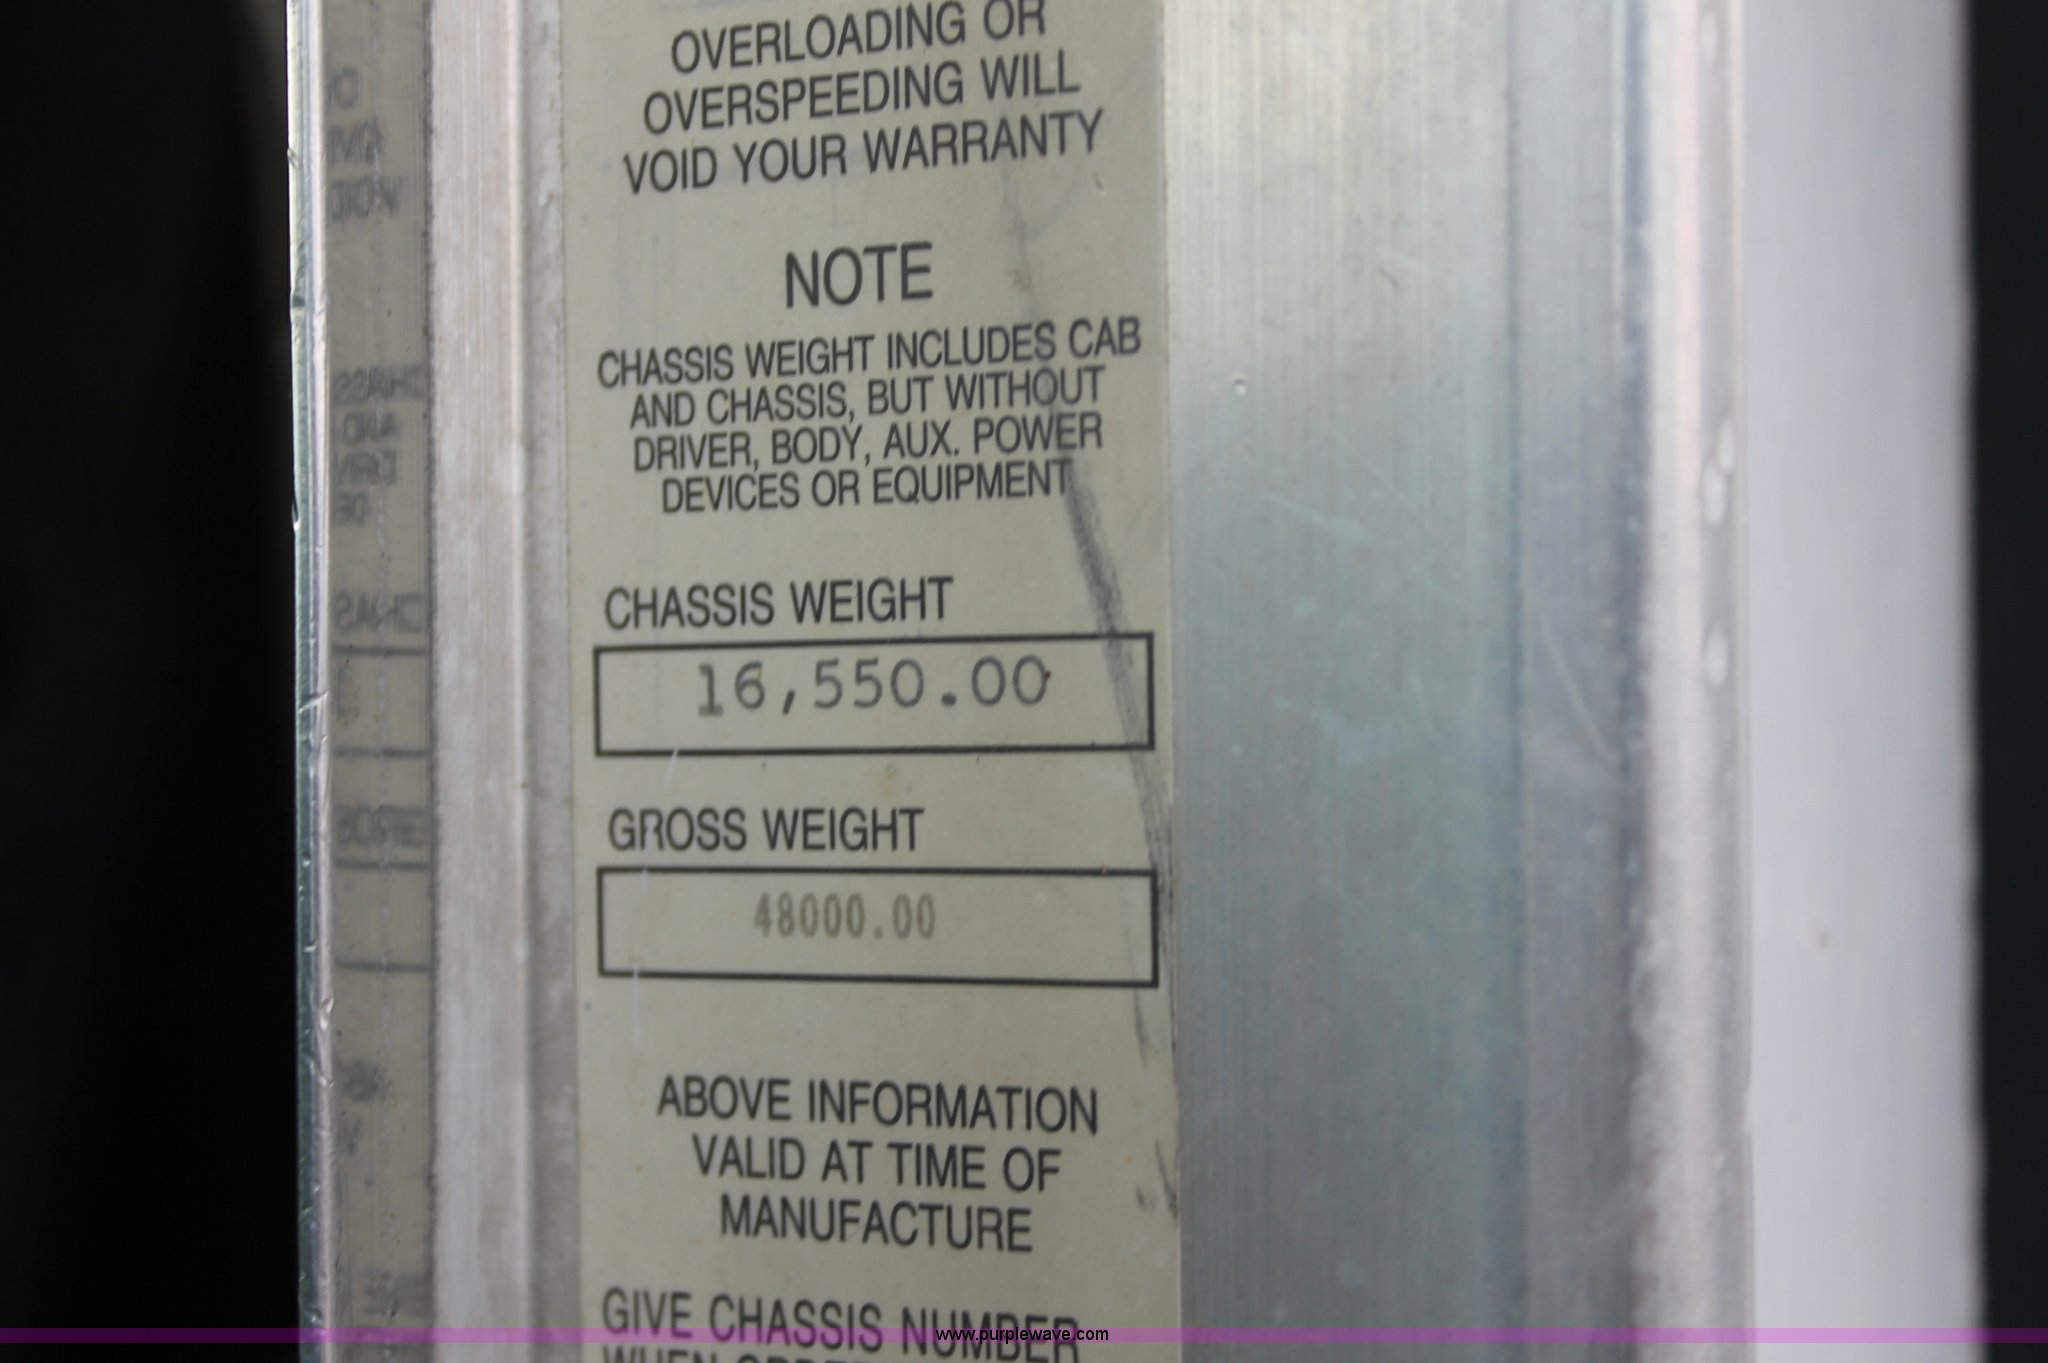 OVERLOADING OR
OVERSPEEDING WILL
VOID YOUR WARRANTY
NOTE
CHASSIS WEIGHT INCLUDES CAB
AND CHASSIS, BUT WITHOUT
DRIVER, BODY, AUX. POWER
DEVICES OR EQUIPMENT
CHASSIS WEIGHT
16,550.00
GROSS WEIGHT
48000.00
ABOVE INFORMATION
VALID AT TIME OF
MANUFACTURE
GIVE CHASSIS NUMBER
WHEN
www.purplewave.com